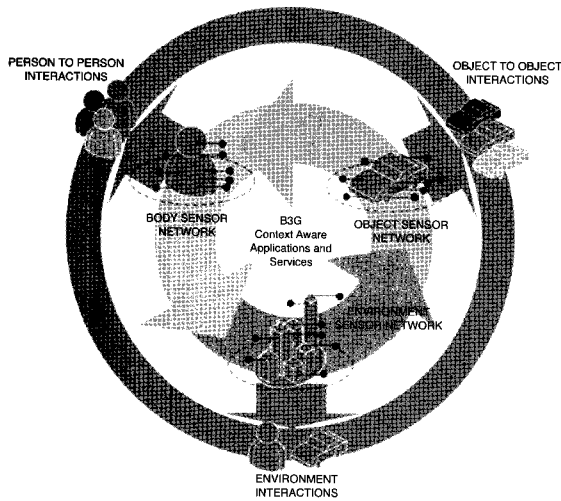 PERSON TO PERSON
INTERACTIONS
OBJECT TO OBJECT
INTERACTIONS
BODY SENSOR
NETWORK
B3G
Context Aware
Applications and
Services
OBJECT SENSOR
NETWORK
ENVIRONMENT
SENSOR NETWORK
ENVIRONMENT
INTERACTIONS